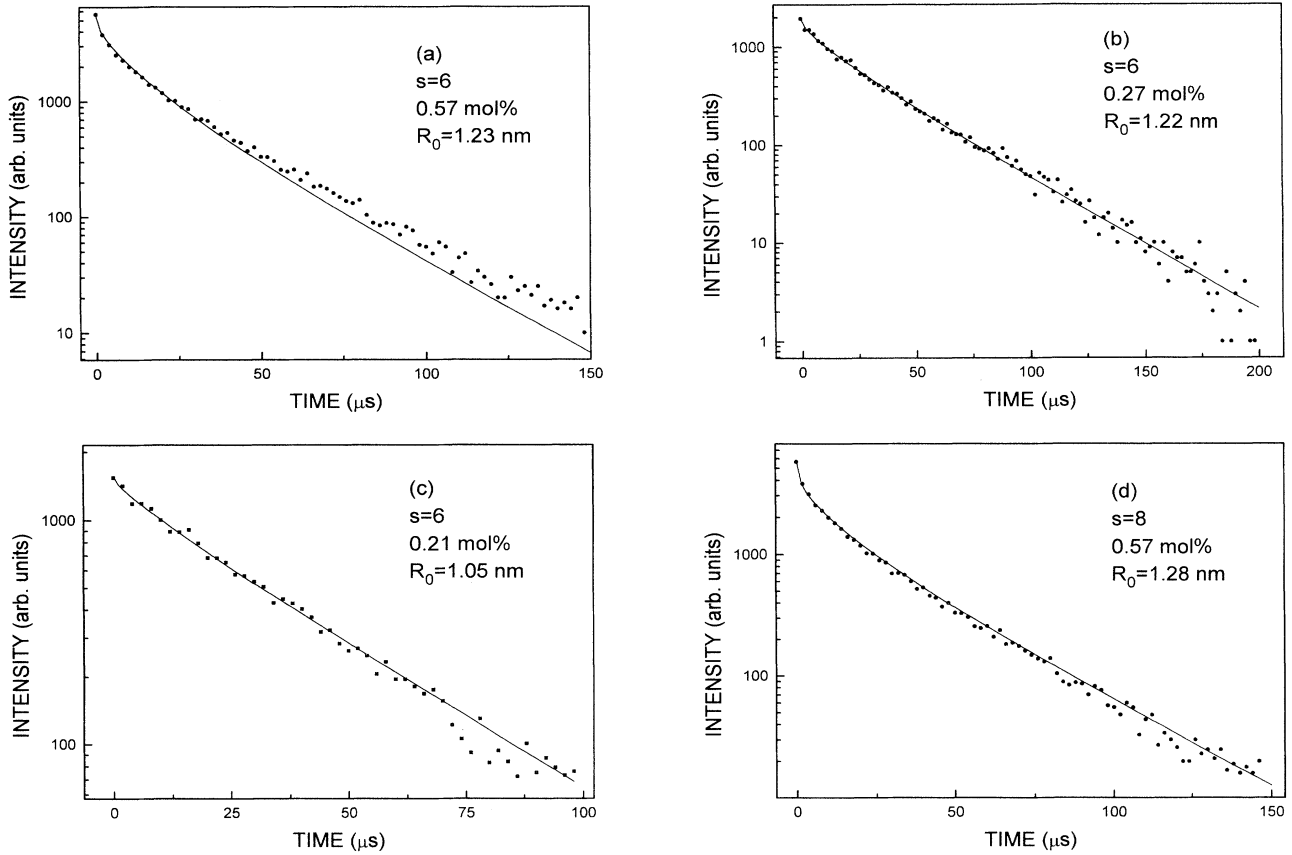 (a)
s=6
0.57 mol%
R₀=1.23 nm
1000
100
10
INTENSITY (arb. units)
0
50
100
150
TIME (μs)
(b)
s=6
0.27 mol%
R₀=1.22 nm
1000
100
10
1
INTENSITY (arb. units)
0
50
100
150
200
TIME (μs)
(c)
s=6
0.21 mol%
R₀=1.05 nm
1000
100
INTENSITY (arb. units)
0
25
50
75
100
TIME (μs)
(d)
s=8
0.57 mol%
R₀=1.28 nm
1000
100
INTENSITY (arb. units)
0
50
100
150
TIME (μs)